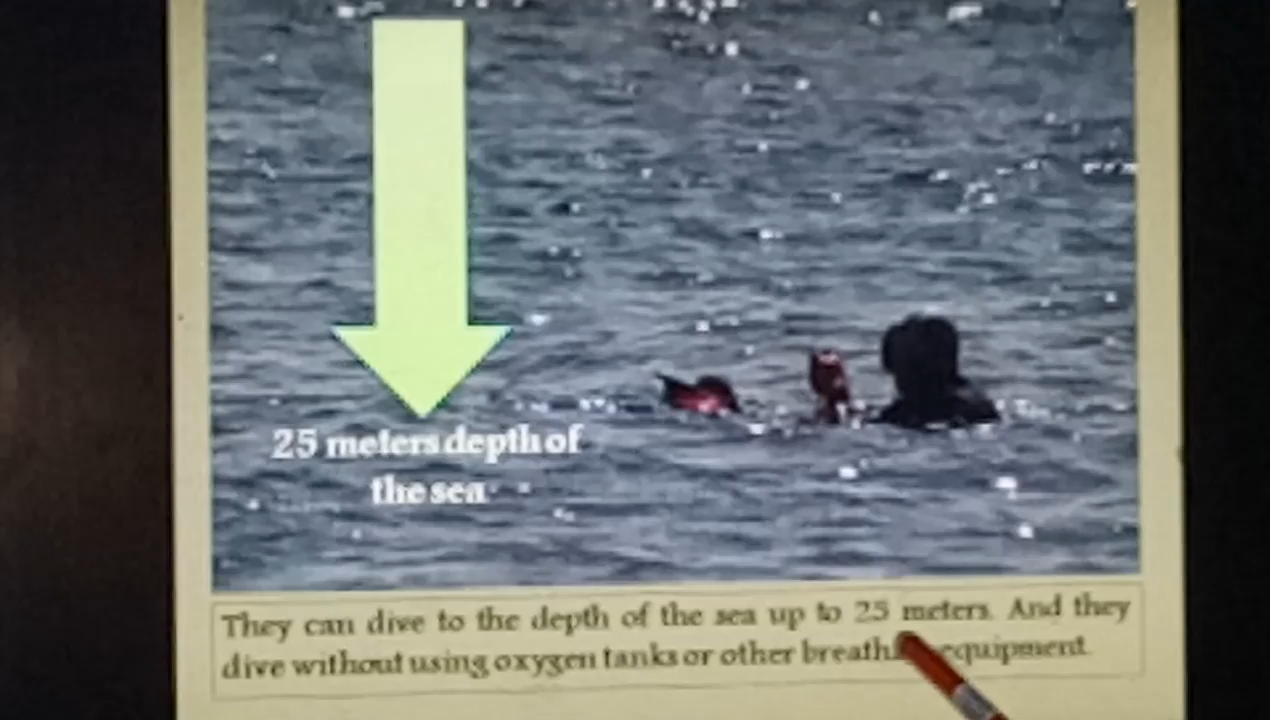 25 meters depth of
the sea
They can dive to the depth of the sea up to 25 meters. And they
dive without using oxygen tanks or other equipment.